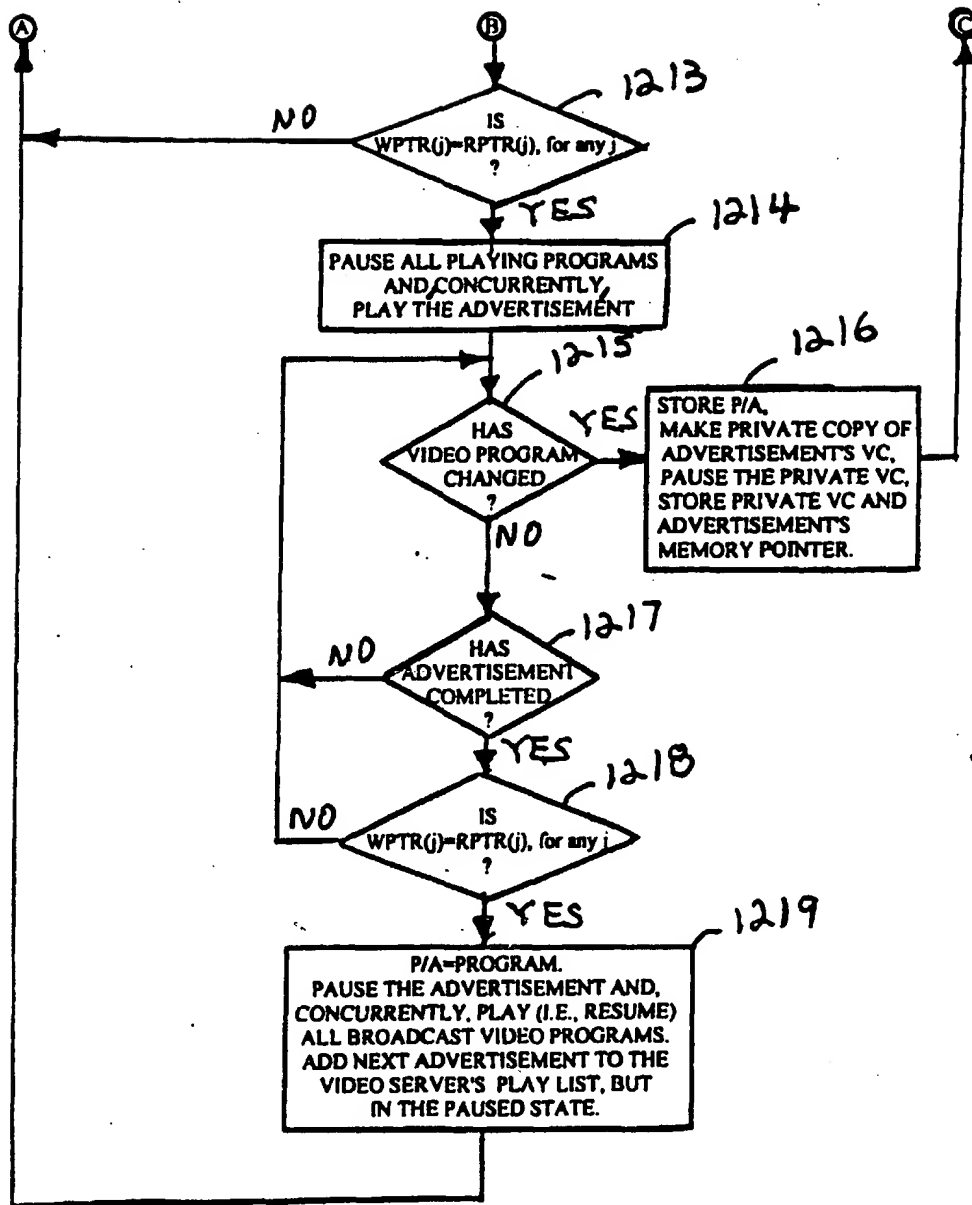 A
B
C
1213
NO
IS
WPTR(j)=RPTR(j), for any j
?
YES
1214
PAUSE ALL PLAYING PROGRAMS
AND, CONCURRENTLY,
PLAY THE ADVERTISEMENT
1215
HAS
VIDEO PROGRAM
CHANGED
?
YES
1216
STORE P/A,
MAKE PRIVATE COPY OF
ADVERTISEMENT'S VC,
PAUSE THE PRIVATE VC,
STORE PRIVATE VC AND
ADVERTISEMENT'S
MEMORY POINTER.
NO
1217
HAS
ADVERTISEMENT
COMPLETED
?
NO
YES
1218
IS
WPTR(j)=RPTR(j), for any j
?
NO
YES
1219
P/A=PROGRAM.
PAUSE THE ADVERTISEMENT AND,
CONCURRENTLY, PLAY (I.E., RESUME)
ALL BROADCAST VIDEO PROGRAMS.
ADD NEXT ADVERTISEMENT TO THE
VIDEO SERVER'S PLAY LIST, BUT
IN THE PAUSED STATE.